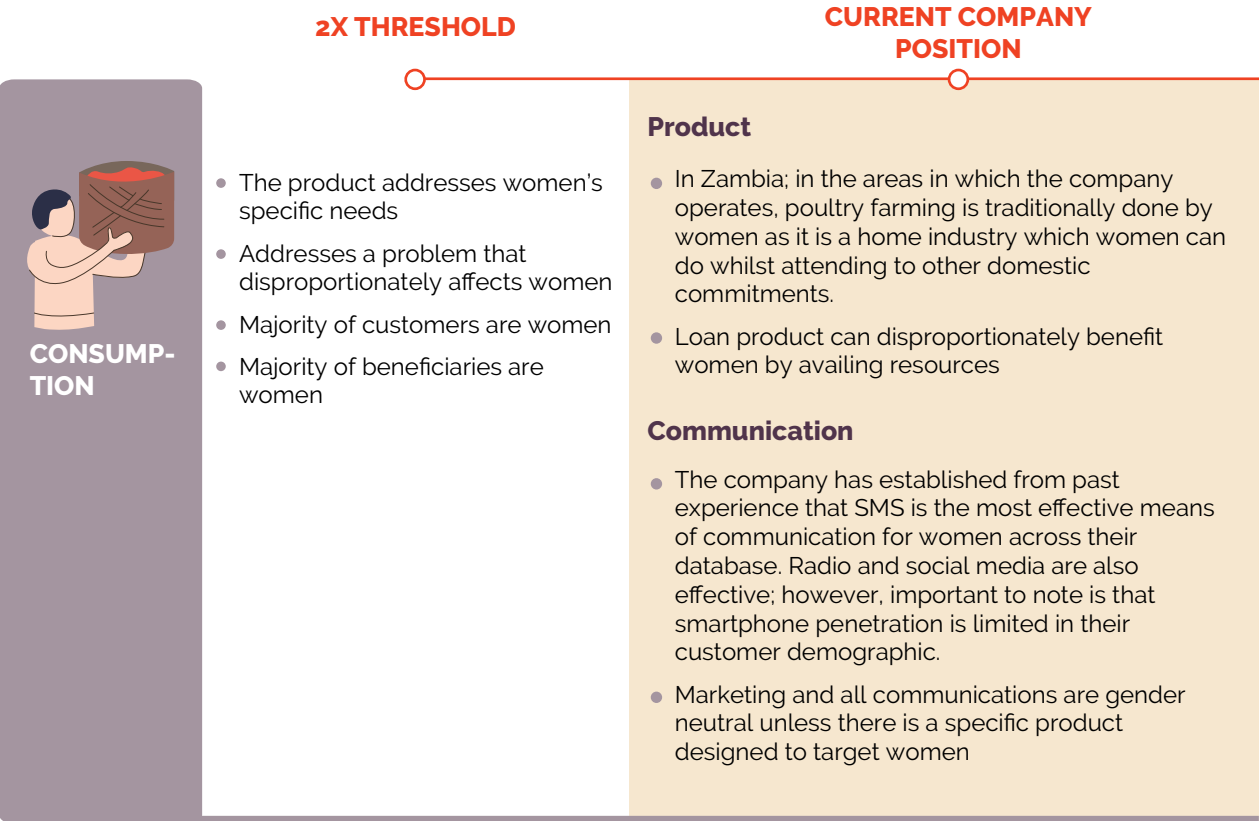 2X THRESHOLD
CURRENT COMPANY
POSITION
CONSUMP-
TION
The product addresses women's
specific needs
Addresses a problem that
disproportionately affects women
Majority of customers are women
Majority of beneficiaries are
women
Product
In Zambia; in the areas in which the company
operates, poultry farming is traditionally done by
women as it is a home industry which women can
do whilst attending to other domestic
commitments.
Loan product can disproportionately benefit
women by availing resources
Communication
The company has established from past
experience that SMS is the most effective means
of communication for women across their
database. Radio and social media are also
effective; however, important to note is that
smartphone penetration is limited in their
customer demographic.
Marketing and all communications are gender
neutral unless there is a specific product
designed to target women